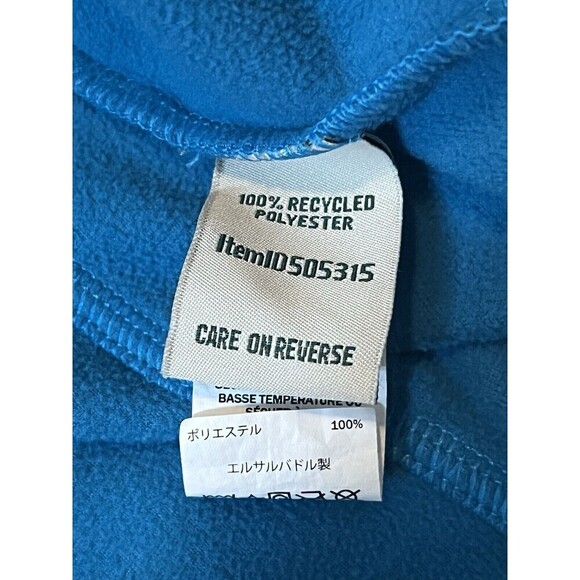 100% RECYCLED
POLYESTER
ItemID505315
CARE ON REVERSE
BASSE TEMPERATURE OU
SÉCHER À
ポリエステル 100%
エルサルバドル製